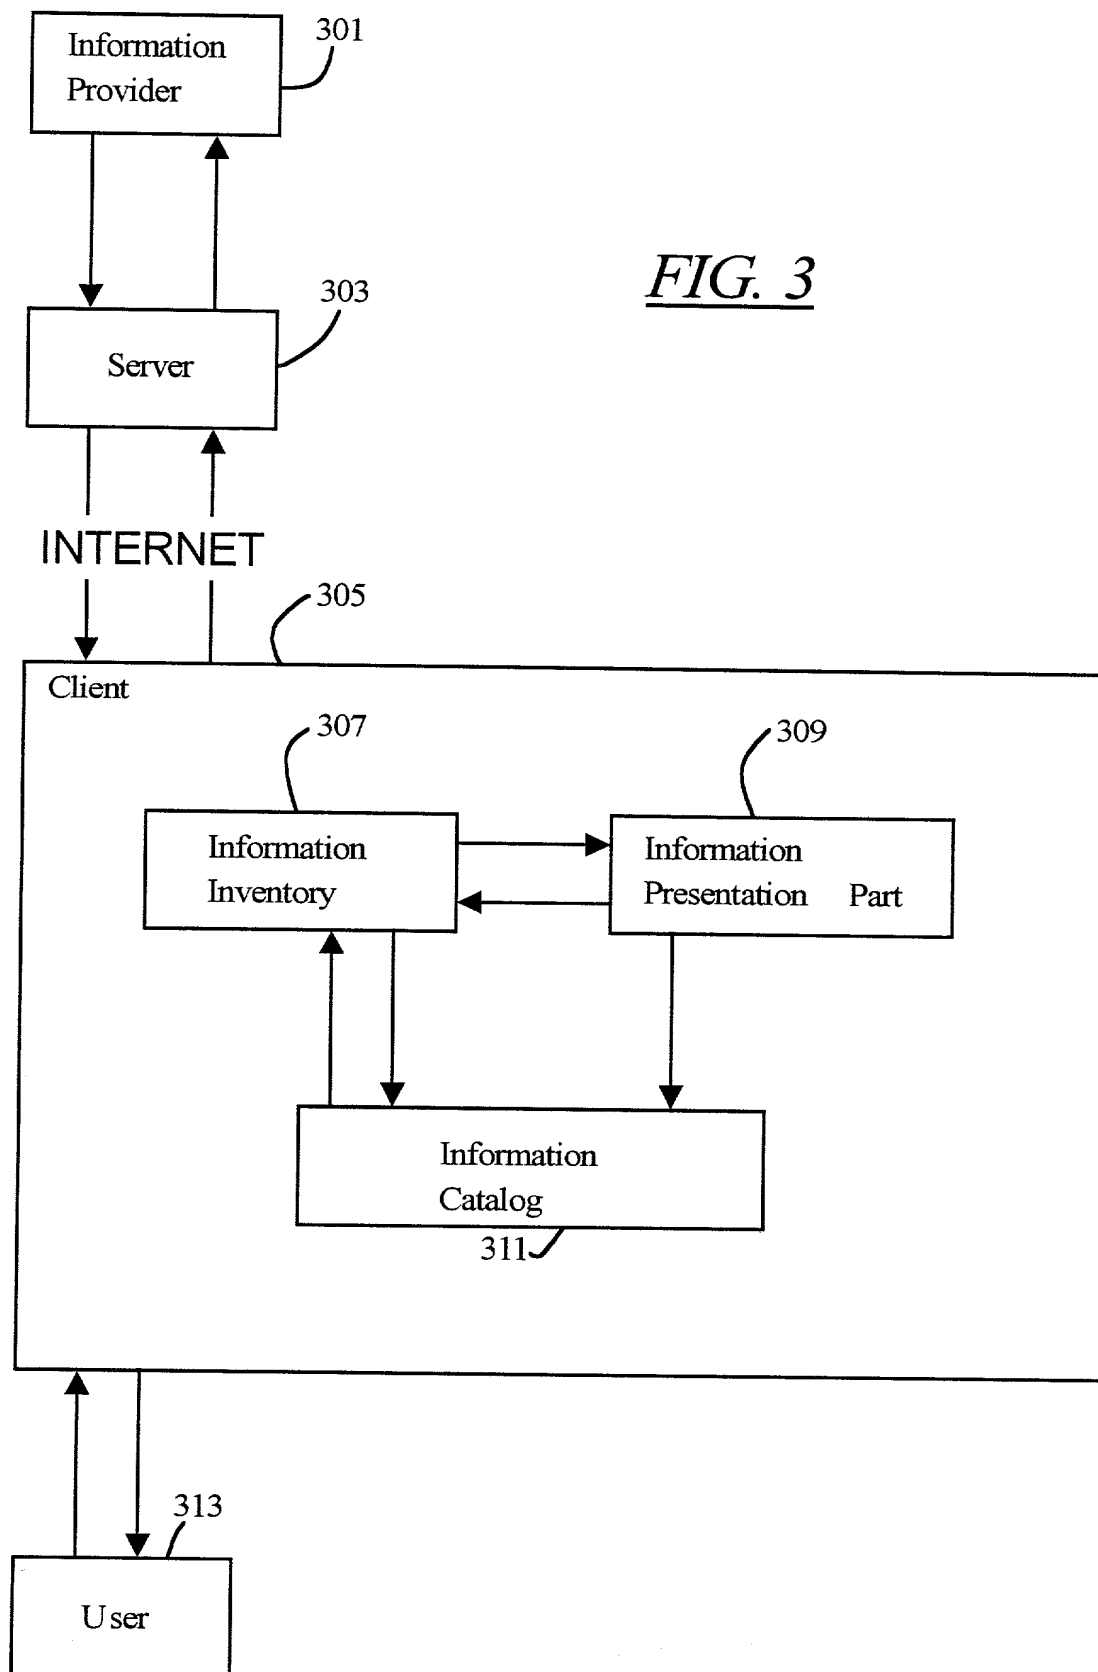 Information
Provider
301
FIG. 3
303
Server
INTERNET
305
Client
307
309
Information
Inventory
Information
Presentation Part
Information
Catalog
311
313
User